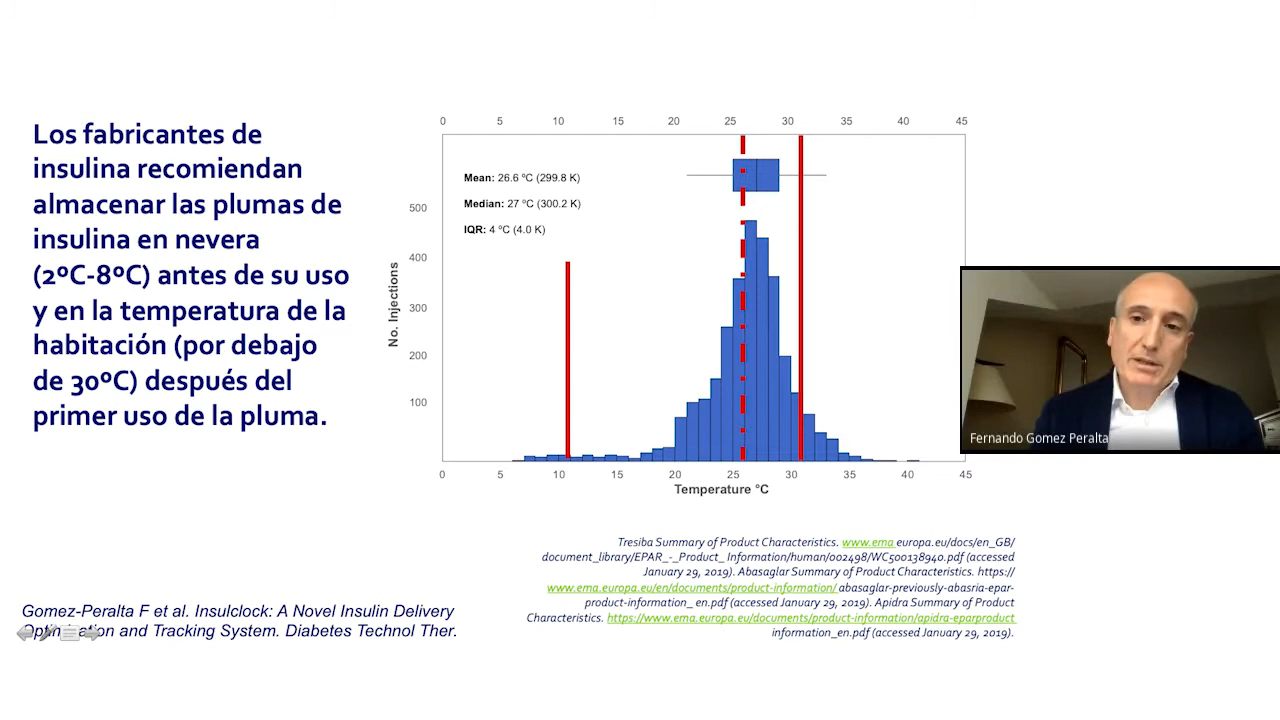 Los fabricantes de
insulina recomiendan
almacenar las plumas de
insulina en nevera
(2ºC-8ºC) antes de su uso
y en la temperatura de la
habitación (por debajo
de 30ºC) después del
primer uso de la pluma.
0 5 10 15 20 25 30 35 40 45
Mean: 26.6 ºC (299.8 K)
Median: 27 ºC (300.2 K)
IQR: 4 ºC (4.0 K)
500
400
300
200
100
No. Injections
0 5 10 15 20 25 30 35 40 45
Temperature °C
Fernando Gomez Peralta
Tresiba Summary of Product Characteristics. www.ema europa.eu/docs/en_GB/
document_library/EPAR_-_Product_ Information/human/002498/WC500138940.pdf (accessed
January 29, 2019). Abasaglar Summary of Product Characteristics. https://
www.ema.europa.eu/en/documents/product-information/ abasaglar-previously-abasria-epar-
product-information_ en.pdf (accessed January 29, 2019). Apidra Summary of Product
Characteristics. https://www.ema.europa.eu/documents/product-information/apidra-eparproduct
information_en.pdf (accessed January 29, 2019).
Gomez-Peralta F et al. Insulclock: A Novel Insulin Delivery
Optimization and Tracking System. Diabetes Technol Ther.